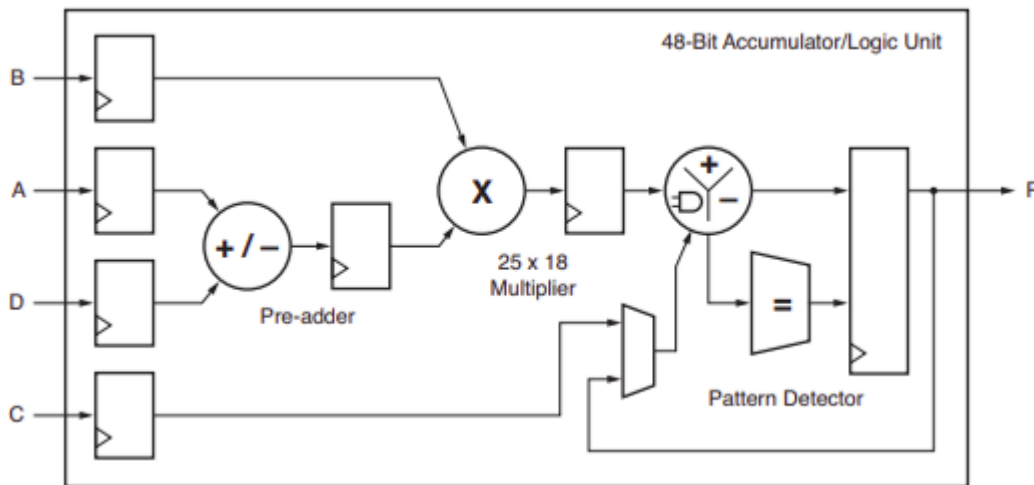 48-Bit Accumulator/Logic Unit
B
A
X
+
–
P
+ / –
25 x 18
Multiplier
D
=
Pre-adder
C
Pattern Detector